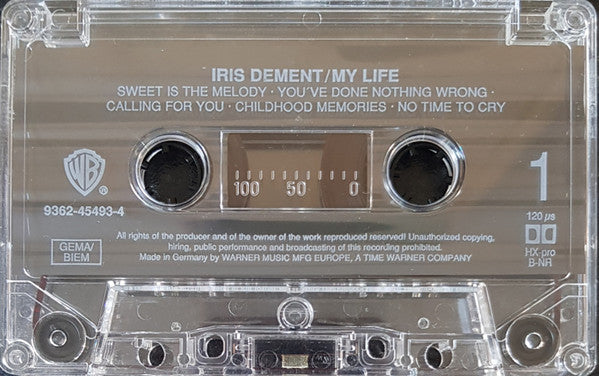 IRIS DEMENT/MY LIFE
SWEET IS THE MELODY · YOU'VE DONE NOTHING WRONG ·
CALLING FOR YOU · CHILDHOOD MEMORIES · NO TIME TO CRY
WB
®
9362-45493-4
100 50 0
1
120 µs
HX-pro
B-NR
GEMA/
BIEM
All rights of the producer and of the owner of the work reproduced reserved! Unauthorized copying,
hiring, public performance and broadcasting of this recording prohibited.
Made in Germany by WARNER MUSIC MFG EUROPE, A TIME WARNER COMPANY